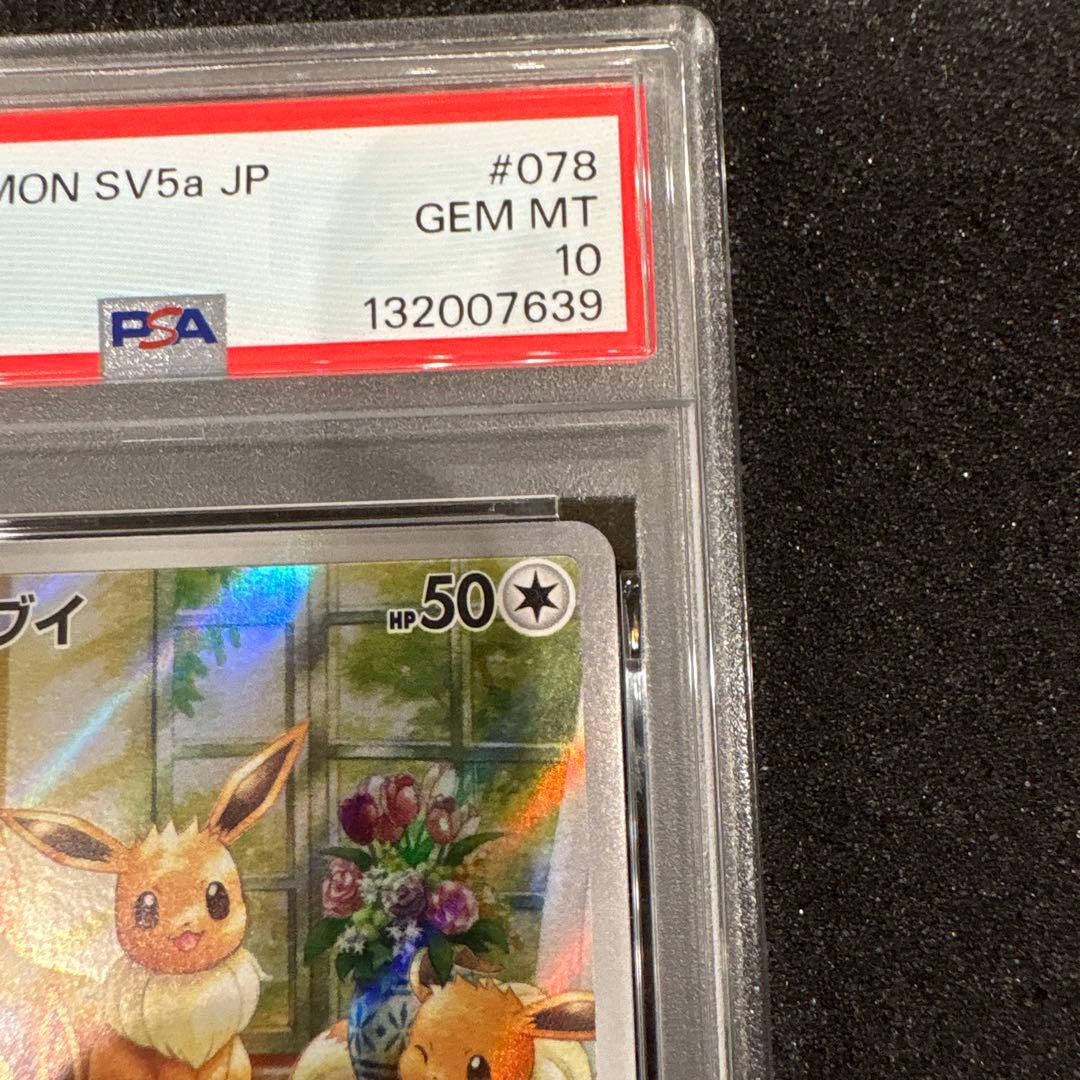 MON SV5a JP #078
GEM MT
10
PSA 132007639
ブイ HP50